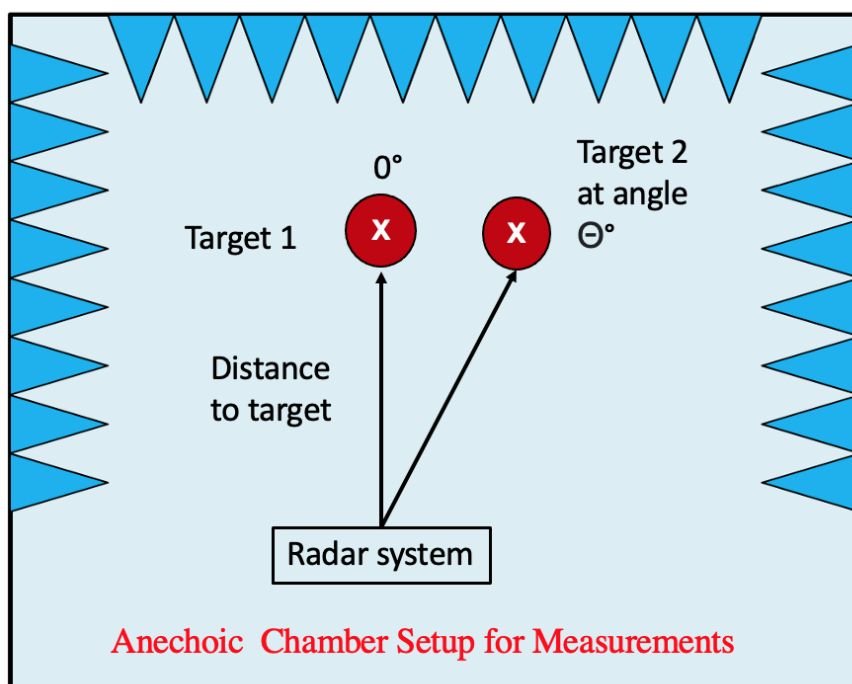 0°
Target 2
at angle
Θ°
Target 1
X
X
Distance
to target
Radar system
Anechoic Chamber Setup for Measurements